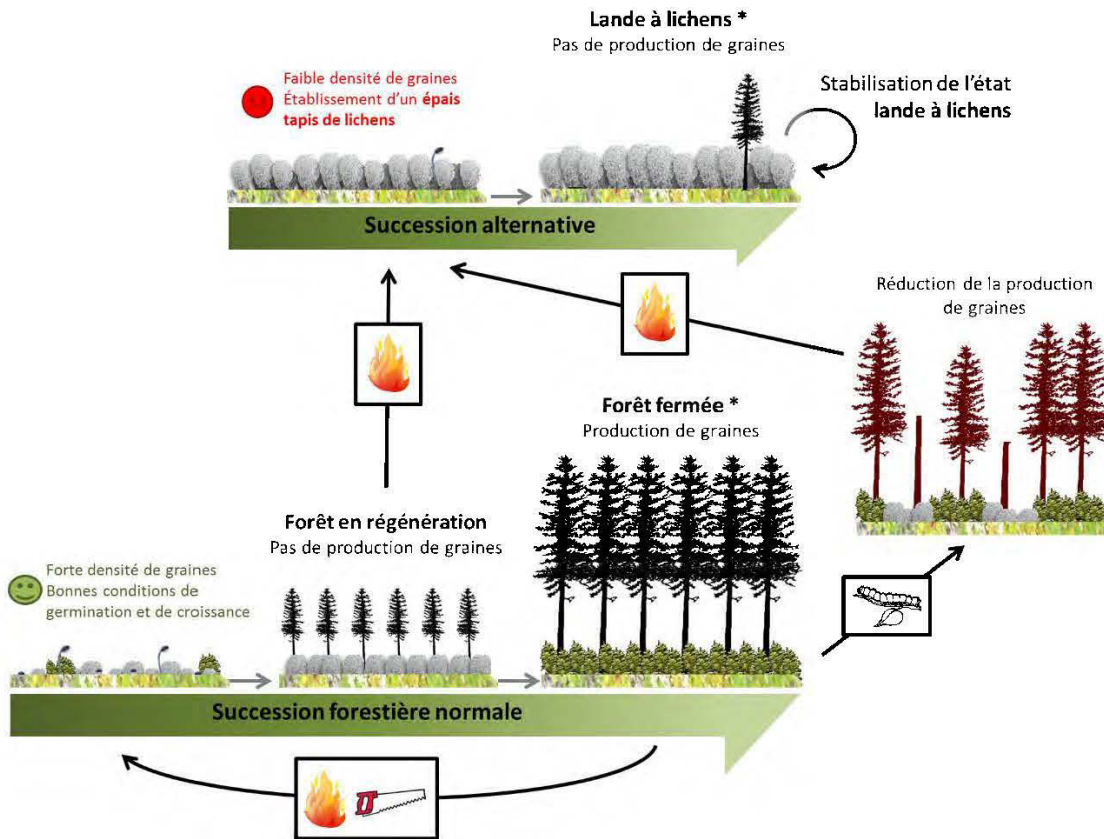 Lande à lichens *
Pas de production de graines
Faible densité de graines
Établissement d'un épais
tapis de lichens
Stabilisation de l'état
lande à lichens
Succession alternative
Réduction de la production
de graines
Forêt fermée *
Production de graines
Forêt en régénération
Pas de production de graines
Forte densité de graines
Bonnes conditions de
germination et de croissance
Succession forestière normale